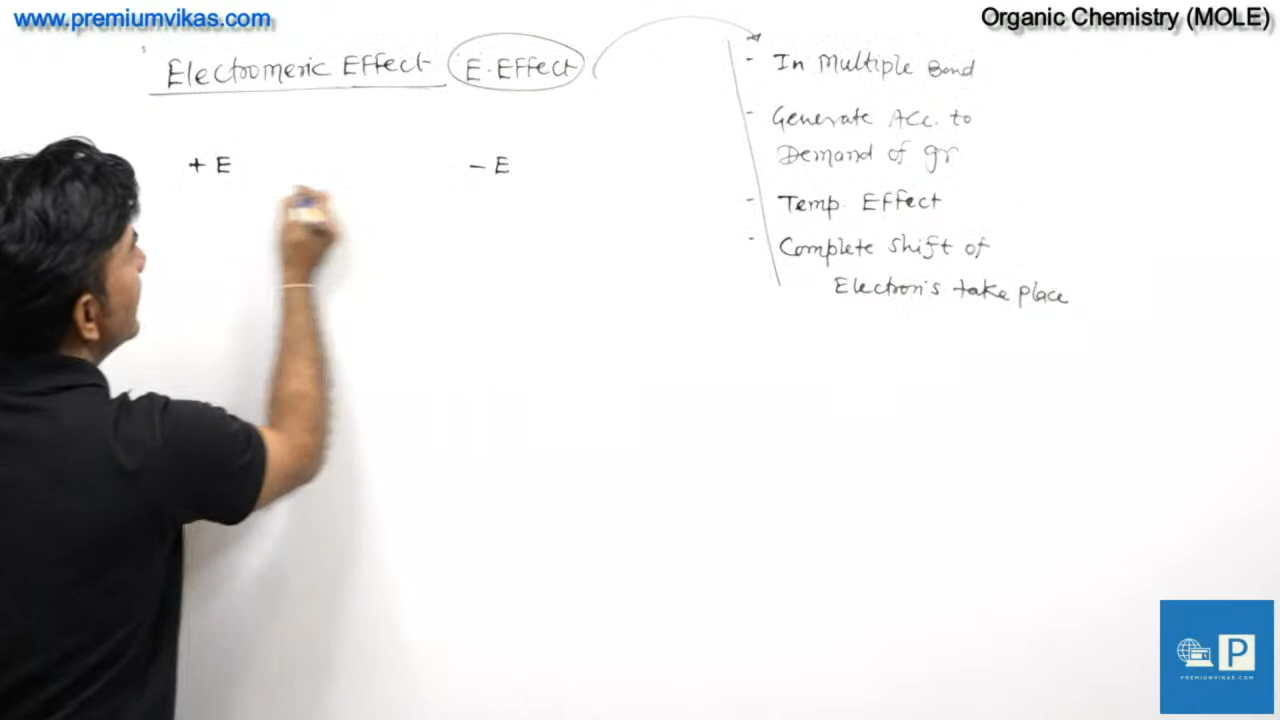 www.premiumvikas.com
Organic Chemistry (MOLE)
Electromeric Effect E.Effect
+ E
- E
- In Multiple Bond
- Generate Acc. to
Demand of gr
- Temp. Effect
- Complete shift of
Electron's take place
P
PREMIUMVIKAS.COM